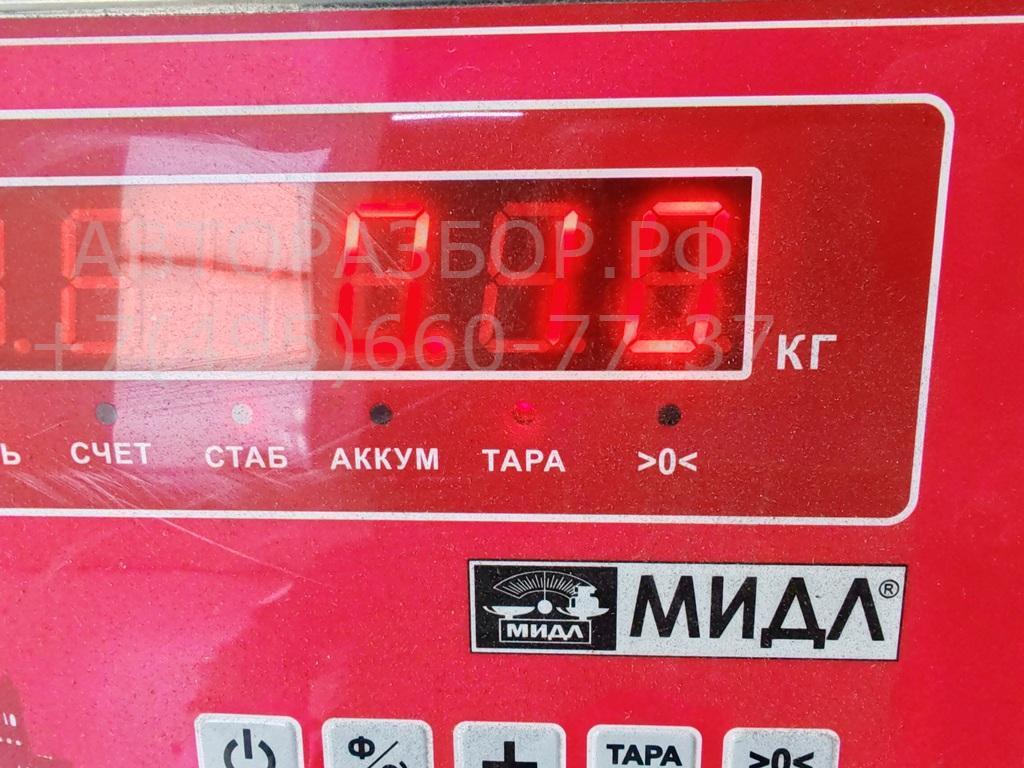 АВТОРАЗБОР.РФ
+7(495)660-77-37
КГ
Ь СЧЕТ СТАБ АККУМ ТАРА >0<
МИДЛ МИДЛ®
Ф/ + ТАРА >0<